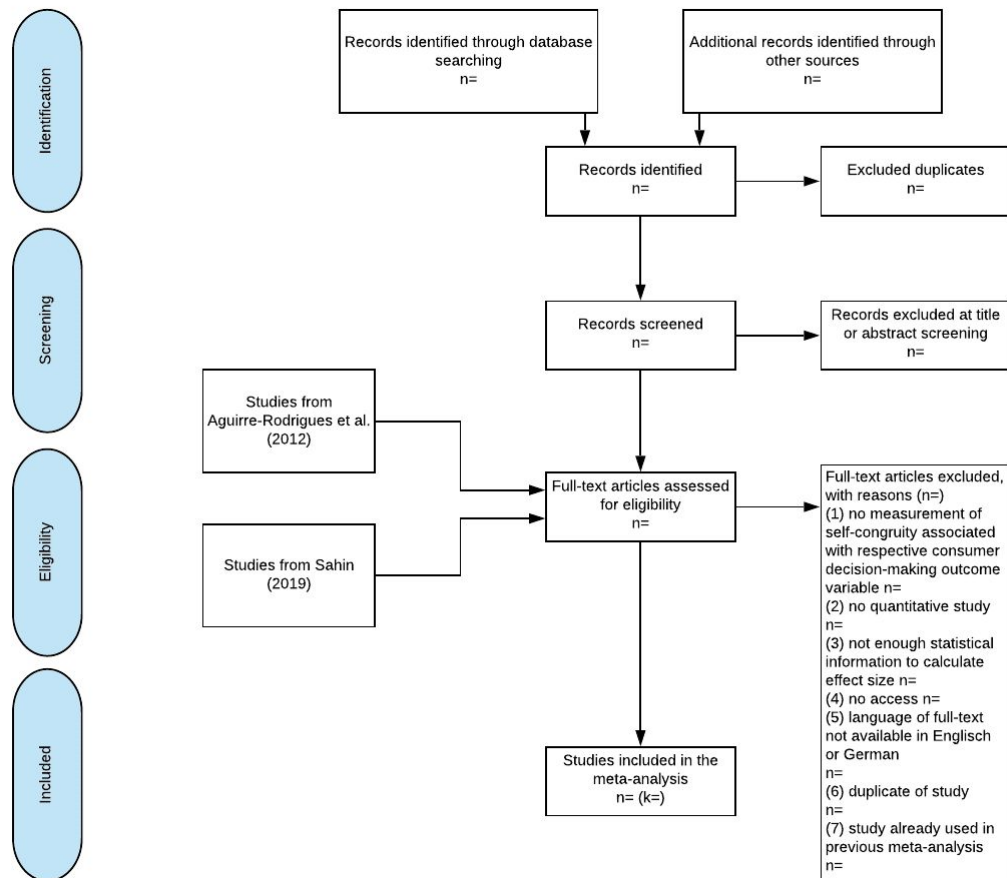 Identification
Records identified through database
searching
n=
Additional records identified through
other sources
n=
Records identified
n=
Excluded duplicates
n=
Screening
Records screened
n=
Records excluded at title
or abstract screening
n=
Eligibility
Studies from
Aguirre-Rodrigues et al.
(2012)
Studies from Sahin
(2019)
Full-text articles assessed
for eligibility
n=
Full-text articles excluded,
with reasons (n=)
(1) no measurement of
self-congruity associated
with respective consumer
decision-making outcome
variable n=
(2) no quantitative study
n=
(3) not enough statistical
information to calculate
effect size n=
(4) no access n=
(5) language of full-text
not available in Englisch
or German
n=
(6) duplicate of study
n=
(7) study already used in
previous meta-analysis
n=
Included
Studies included in the
meta-analysis
n= (k=)